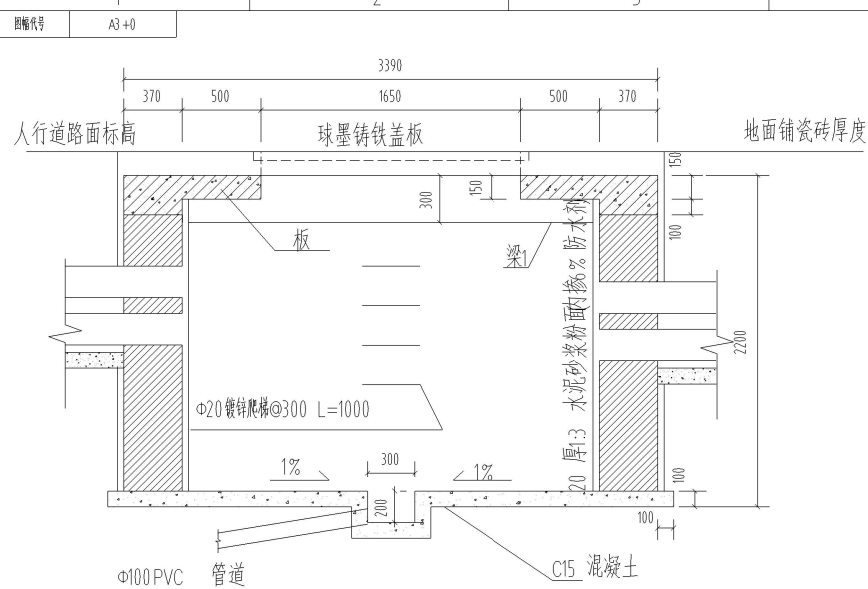 1 2 3
图幅代号 A3+0
3390
370 500 1650 500 370
人行道路面标高 球墨铸铁盖板 地面铺瓷砖厚度
150
300 150
100
板 梁1
20 厚1:3 水泥砂浆粉面内掺6% 防水剂
2200
Φ20镀锌爬梯@300 L=1000
1% 300 1%
200
100
100
Φ100PVC 管道 C15 混凝土